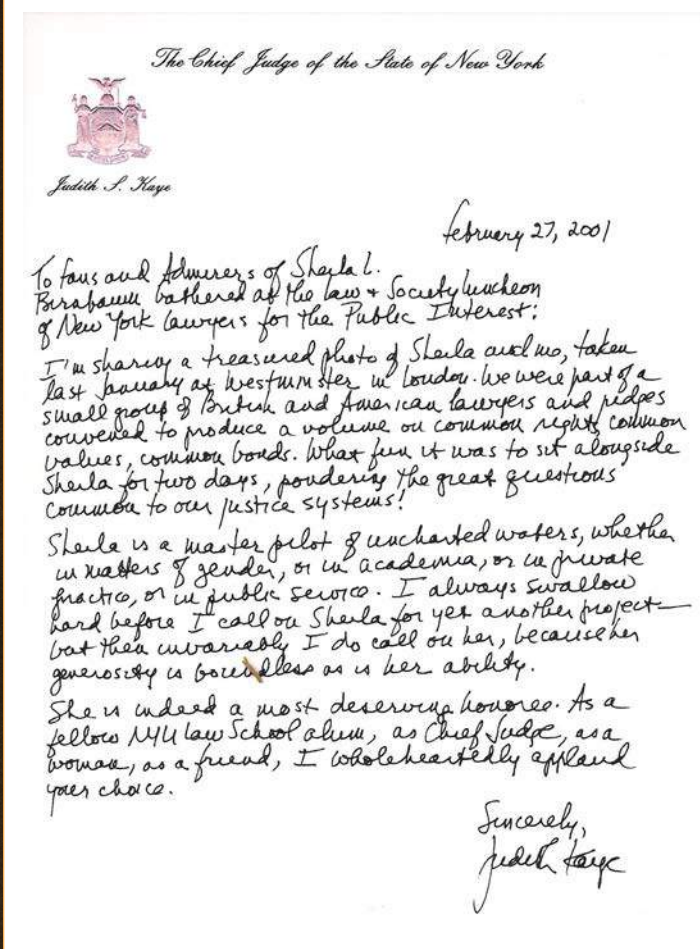 The Chief Judge of the State of New York
Judith S. Kaye
February 27, 2001
To fans and Admirers of Sheila L.
Birnbaum Gathered at the Law + Society Luncheon
of New York Lawyers for the Public Interest:
I'm sharing a treasured photo of Sheila and me, taken
last January at Westminster in London. We were part of a
small group of British and American lawyers and judges
convened to produce a volume on common rights, common
values, common bonds. What fun it was to sit alongside
Sheila for two days, pondering the great questions
common to our justice systems!
Sheila is a master pilot of uncharted waters, whether
in matters of gender, or in academia, or in private
practice, or in public service. I always swallow
hard before I call on Sheila for yet another project—
but then invariably I do call on her, because her
generosity is boundless as is her ability.
She is indeed a most deserving honoree. As a
fellow NYU Law School alum, as Chief Judge, as a
woman, as a friend, I wholeheartedly applaud
your choice.
Sincerely,
Judith Kaye